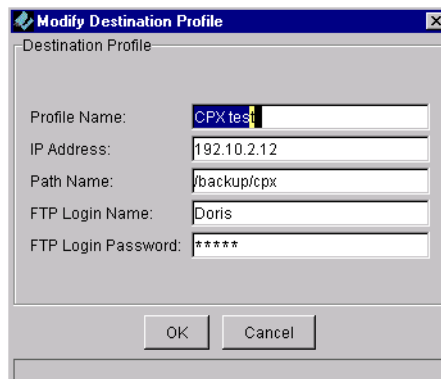 Modify Destination Profile
Destination Profile
Profile Name: CPX test
IP Address: 192.10.2.12
Path Name: /backup/cpx
FTP Login Name: Doris
FTP Login Password: *****
OK Cancel